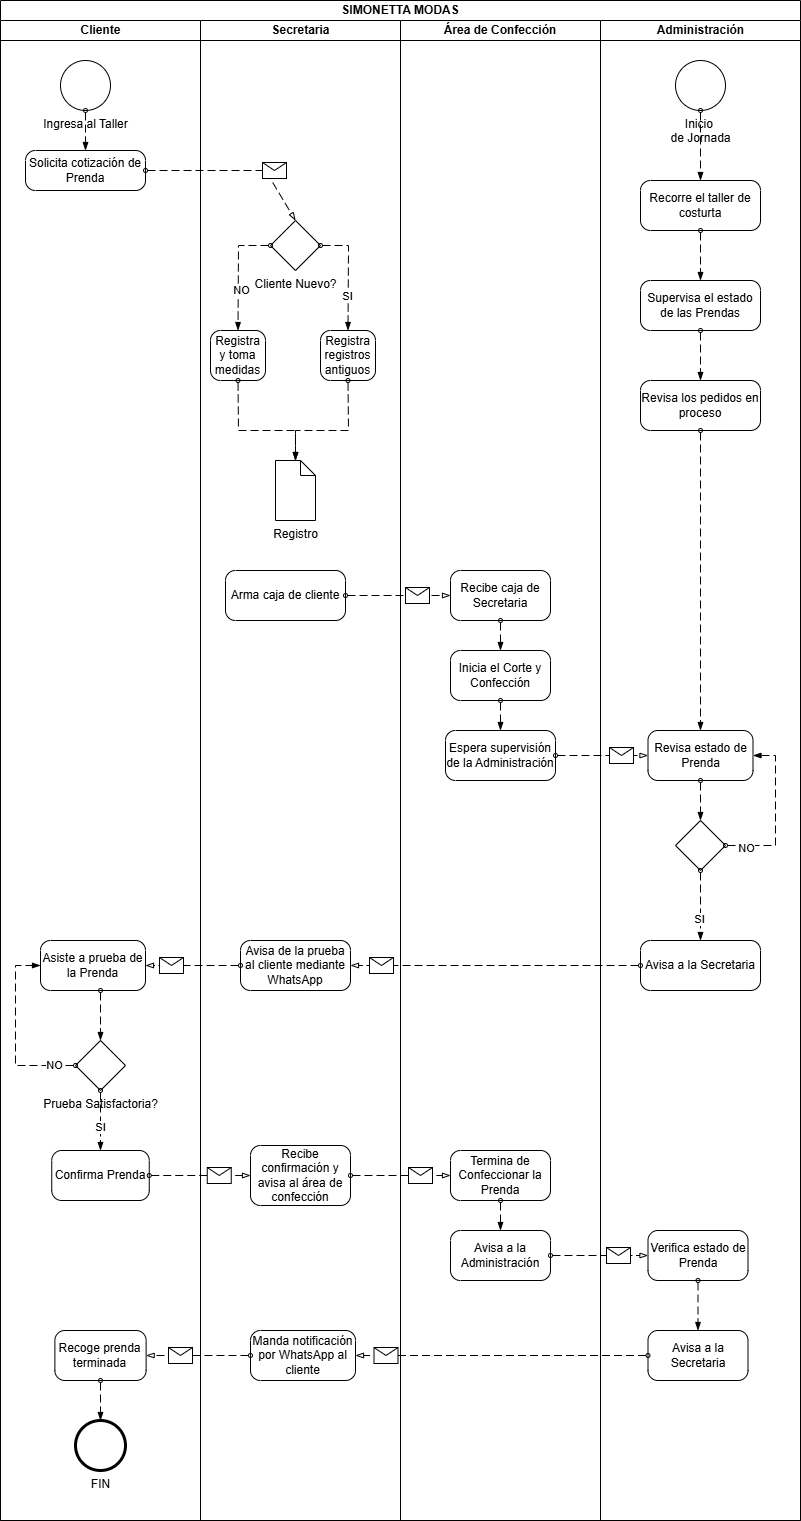 SIMONETTA MODAS
Cliente
Secretaria
Área de Confección
Administración
Ingresa al Taller
Inicio
de Jornada
Solicita cotización de
Prenda
Recorre el taller de
costurta
Cliente Nuevo?
NO
SI
Supervisa el estado
de las Prendas
Registra
y toma
medidas
Registra
registros
antiguos
Revisa los pedidos en
proceso
Registro
Arma caja de cliente
Recibe caja de
Secretaria
Inicia el Corte y
Confección
Espera supervisión
de la Administración
Revisa estado de
Prenda
NO
SI
Asiste a prueba de
la Prenda
Avisa de la prueba
al cliente mediante
WhatsApp
Avisa a la Secretaria
NO
Prueba Satisfactoria?
SI
Confirma Prenda
Recibe
confirmación y
avisa al área de
confección
Termina de
Confeccionar la
Prenda
Avisa a la
Administración
Verifica estado de
Prenda
Recoge prenda
terminada
Manda notificación
por WhatsApp al
cliente
Avisa a la
Secretaria
FIN